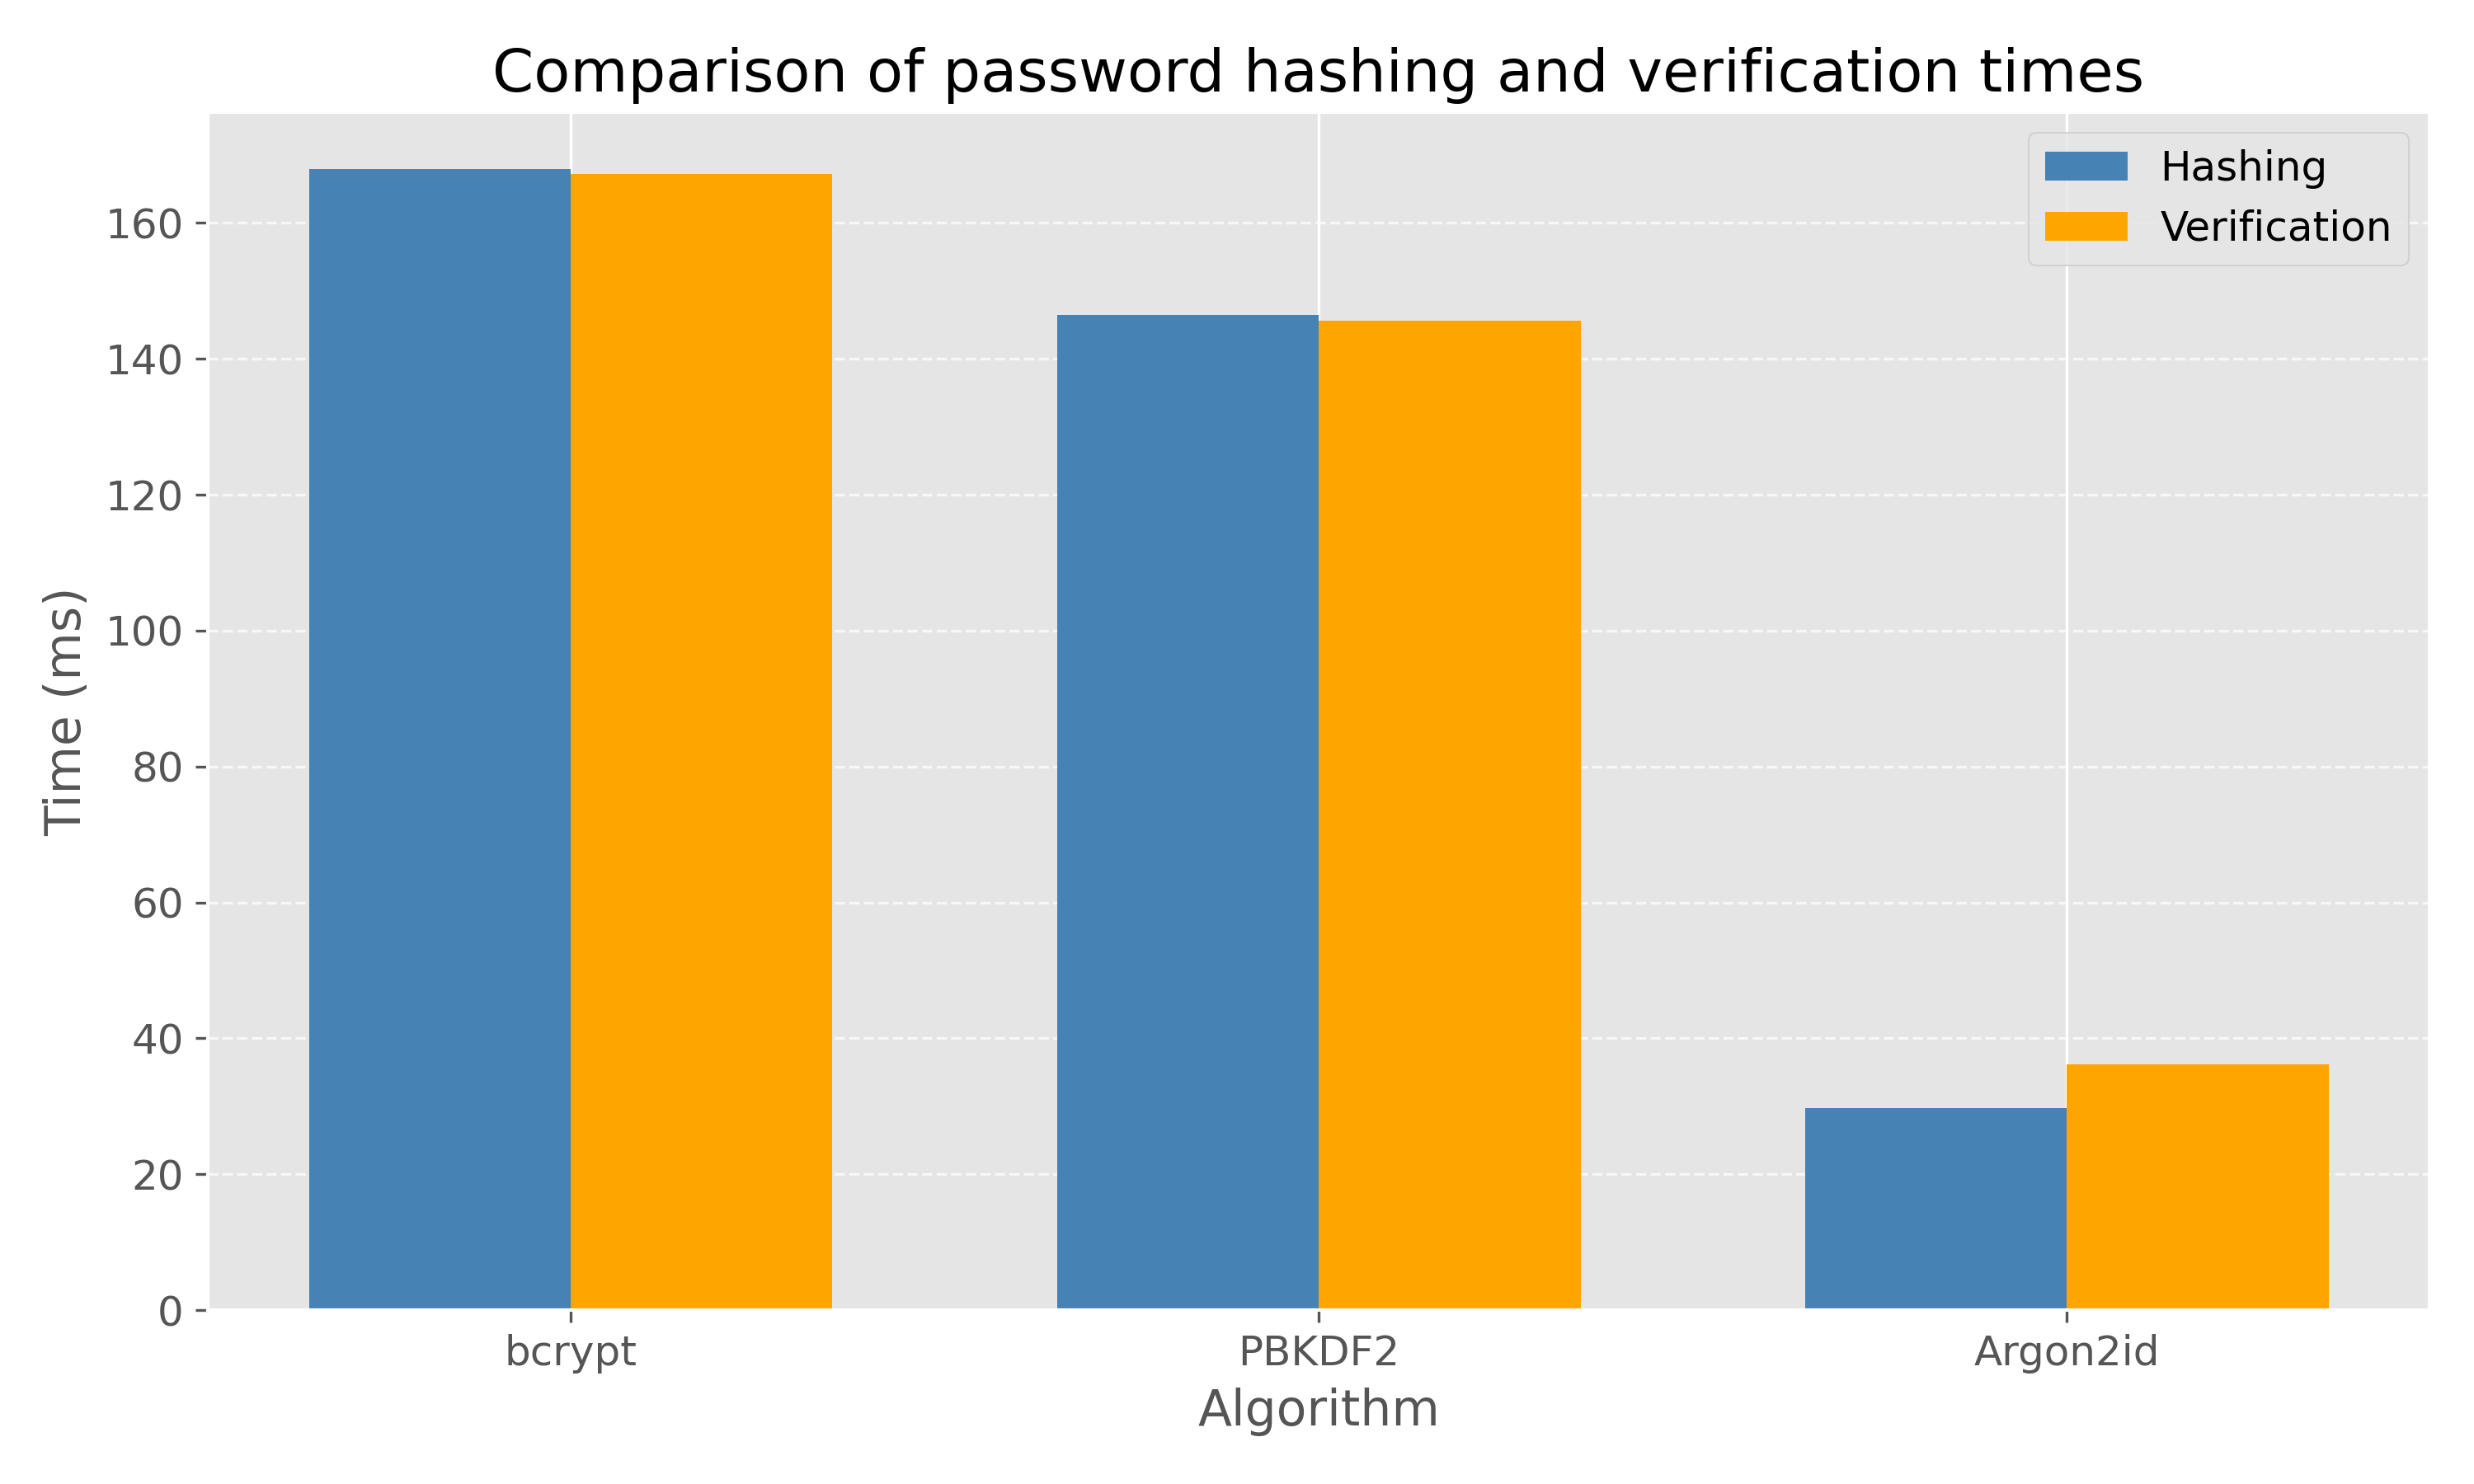 Comparison of password hashing and verification times
Hashing
Verification
160
140
120
100
80
60
40
20
0
Time (ms)
bcrypt
PBKDF2
Argon2id
Algorithm